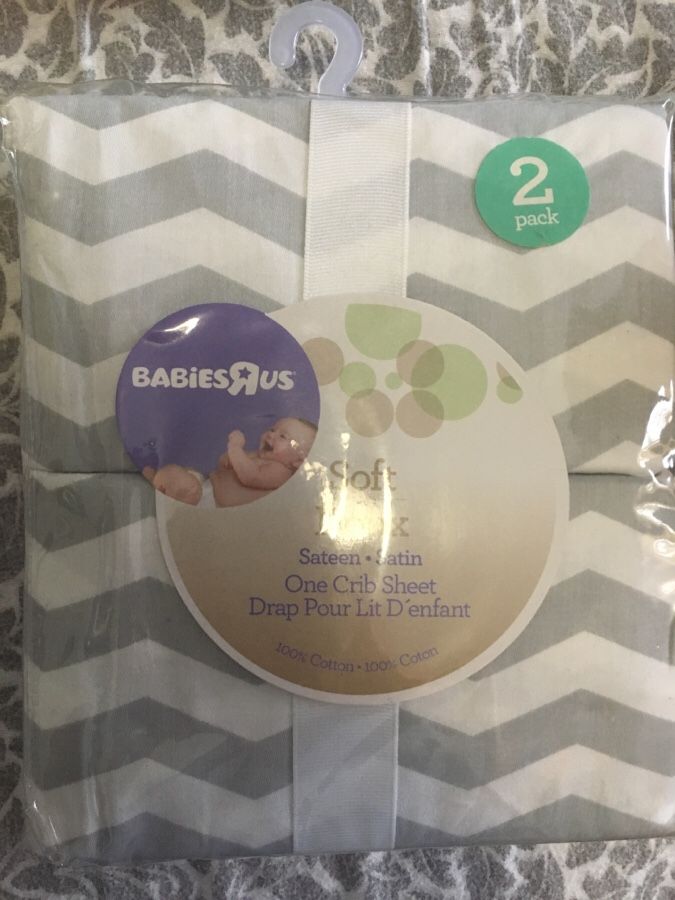 2
pack
BABIESRUS
Soft
Sateen • Satin
One Crib Sheet
Drap Pour Lit D'enfant
100% Cotton • 100% Coton